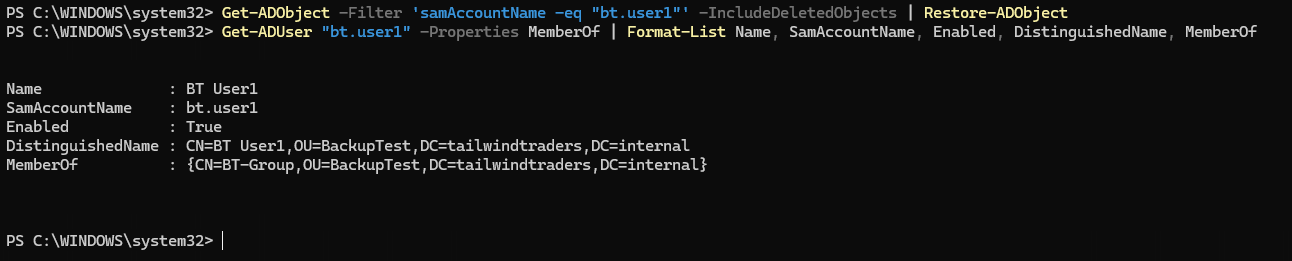 PS C:\WINDOWS\system32> Get-ADObject -Filter 'samAccountName -eq "bt.user1"' -IncludeDeletedObjects | Restore-ADObject
PS C:\WINDOWS\system32> Get-ADUser "bt.user1" -Properties MemberOf | Format-List Name, SamAccountName, Enabled, DistinguishedName, MemberOf
Name              : BT User1
SamAccountName    : bt.user1
Enabled           : True
DistinguishedName : CN=BT User1,OU=BackupTest,DC=tailwindtraders,DC=internal
MemberOf          : {CN=BT-Group,OU=BackupTest,DC=tailwindtraders,DC=internal}
PS C:\WINDOWS\system32>